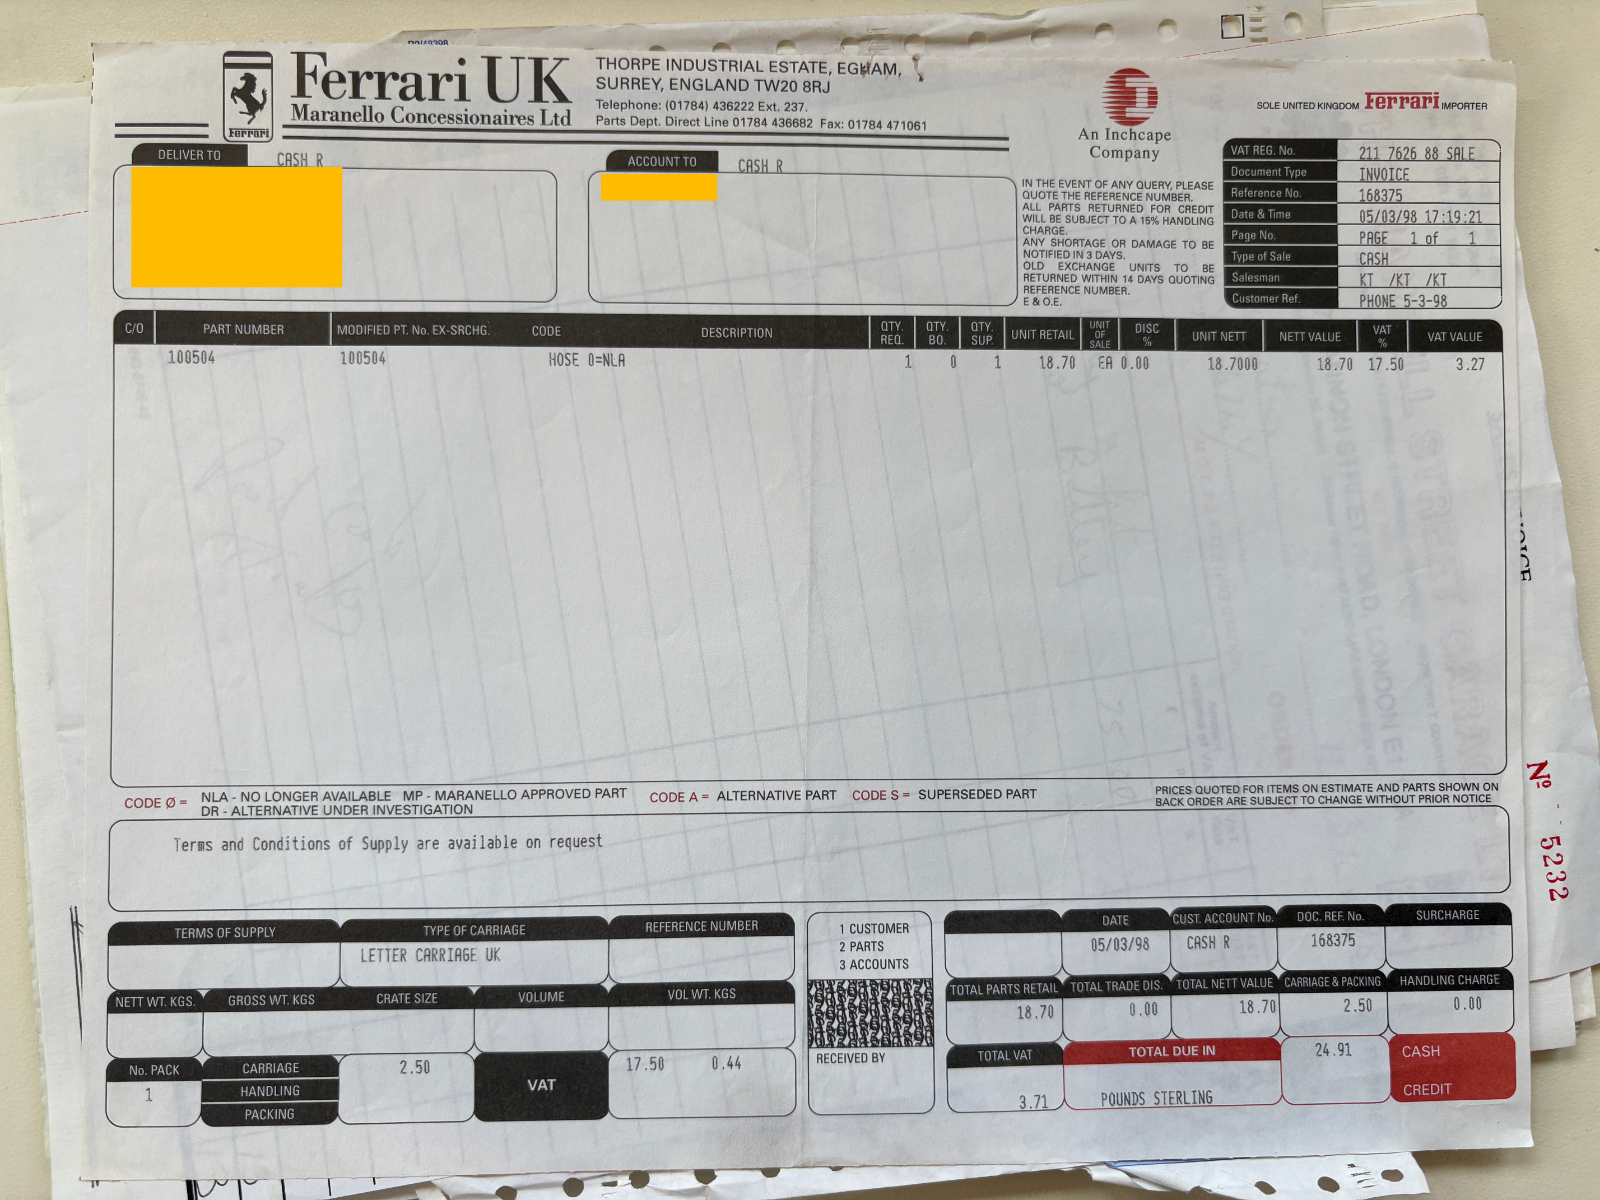 Ferrari
Ferrari UK
Maranello Concessionaires Ltd
THORPE INDUSTRIAL ESTATE, EGHAM,
SURREY, ENGLAND TW20 8RJ
Telephone: (01784) 436222 Ext. 237.
Parts Dept. Direct Line 01784 436682 Fax: 01784 471061
An Inchcape
Company
SOLE UNITED KINGDOM Ferrari IMPORTER
DELIVER TO CASH R
ACCOUNT TO CASH R
IN THE EVENT OF ANY QUERY, PLEASE
QUOTE THE REFERENCE NUMBER.
ALL PARTS RETURNED FOR CREDIT
WILL BE SUBJECT TO A 15% HANDLING
CHARGE.
ANY SHORTAGE OR DAMAGE TO BE
NOTIFIED IN 3 DAYS.
OLD EXCHANGE UNITS TO BE
RETURNED WITHIN 14 DAYS QUOTING
REFERENCE NUMBER.
E & O.E.
VAT REG. No. 211 7626 88 SALE
Document Type INVOICE
Reference No. 168375
Date & Time 05/03/98 17:19:21
Page No. PAGE 1 of 1
Type of Sale CASH
Salesman KT /KT /KT
Customer Ref. PHONE 5-3-98
C/O PART NUMBER MODIFIED PT. No. EX-SRCHG. CODE DESCRIPTION QTY. REQ. QTY. BO. QTY. SUP. UNIT RETAIL UNIT OF SALE DISC % UNIT NETT NETT VALUE VAT % VAT VALUE
100504 100504 HOSE 0=NLA 1 0 1 18.70 EA 0.00 18.7000 18.70 17.50 3.27
CODE Ø = NLA - NO LONGER AVAILABLE MP - MARANELLO APPROVED PART CODE A = ALTERNATIVE PART CODE S = SUPERSEDED PART
DR - ALTERNATIVE UNDER INVESTIGATION
PRICES QUOTED FOR ITEMS ON ESTIMATE AND PARTS SHOWN ON
BACK ORDER ARE SUBJECT TO CHANGE WITHOUT PRIOR NOTICE
Terms and Conditions of Supply are available on request
TERMS OF SUPPLY TYPE OF CARRIAGE REFERENCE NUMBER
LETTER CARRIAGE UK
NETT WT. KGS. GROSS WT. KGS CRATE SIZE VOLUME VOL WT. KGS
No. PACK CARRIAGE 2.50 VAT 17.50 0.44
1 HANDLING
PACKING
1 CUSTOMER
2 PARTS
3 ACCOUNTS
RECEIVED BY
DATE CUST. ACCOUNT No. DOC. REF. No. SURCHARGE
05/03/98 CASH R 168375
TOTAL PARTS RETAIL TOTAL TRADE DIS. TOTAL NETT VALUE CARRIAGE & PACKING HANDLING CHARGE
18.70 0.00 18.70 2.50 0.00
TOTAL VAT TOTAL DUE IN 24.91 CASH
3.71 POUNDS STERLING CREDIT
Nº 5232